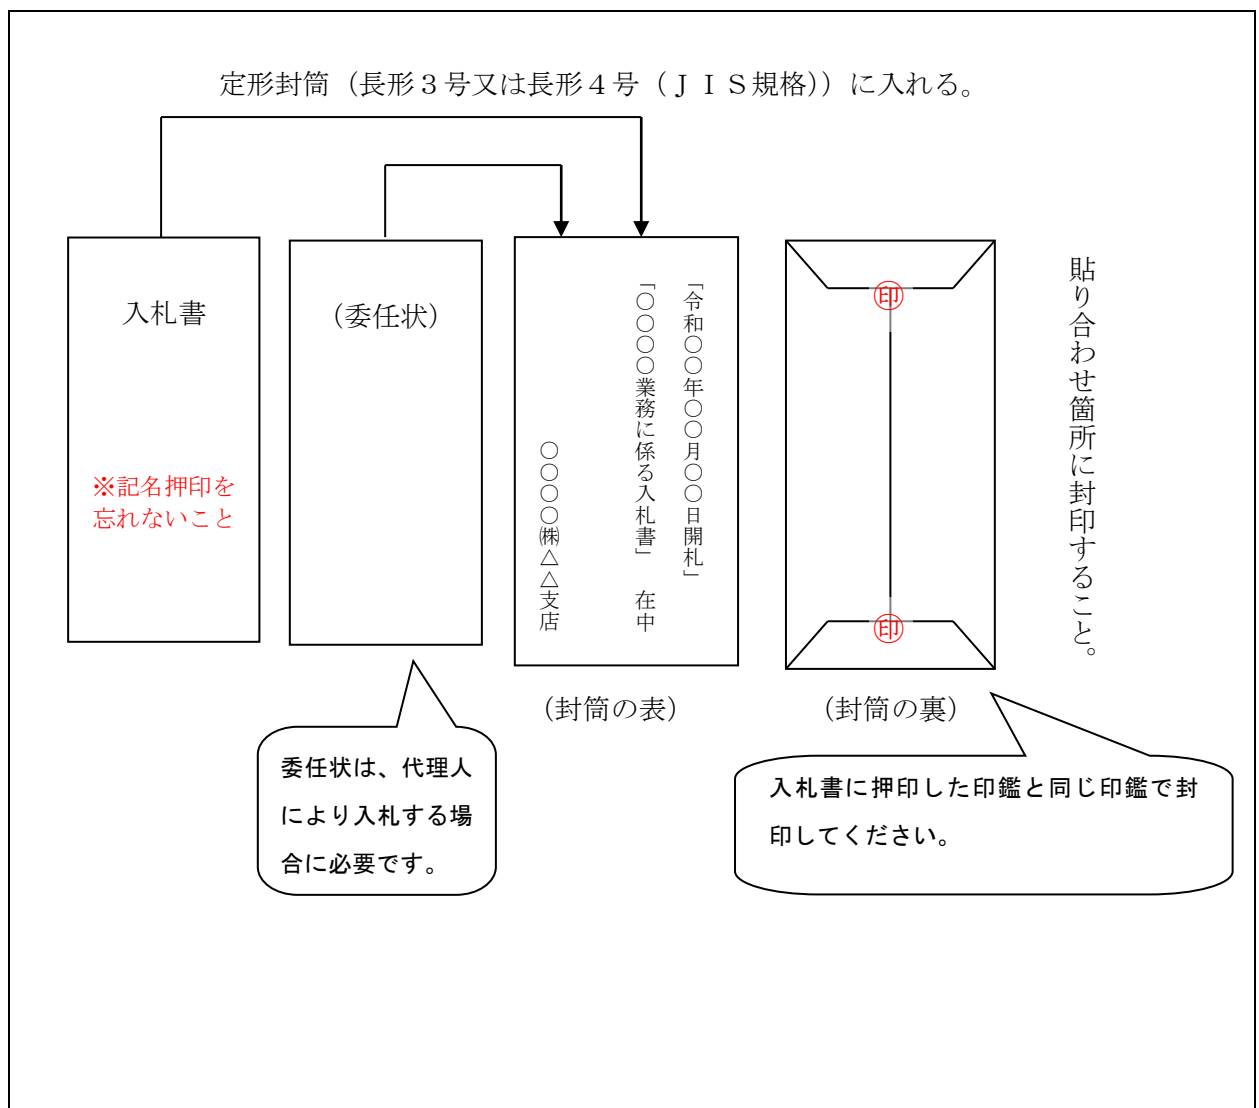 定形封筒（長形３号又は長形４号（ＪＩＳ規格））に入れる。
入札書
※記名押印を
忘れないこと
（委任状）
「令和〇〇年〇〇月〇〇日開札」
「〇〇〇〇業務に係る入札書」　在中
〇〇〇〇㈱△△支店
印
印
貼り合わせ箇所に封印すること。
（封筒の表）
（封筒の裏）
委任状は、代理人
により入札する場
合に必要です。
入札書に押印した印鑑と同じ印鑑で封
印してください。